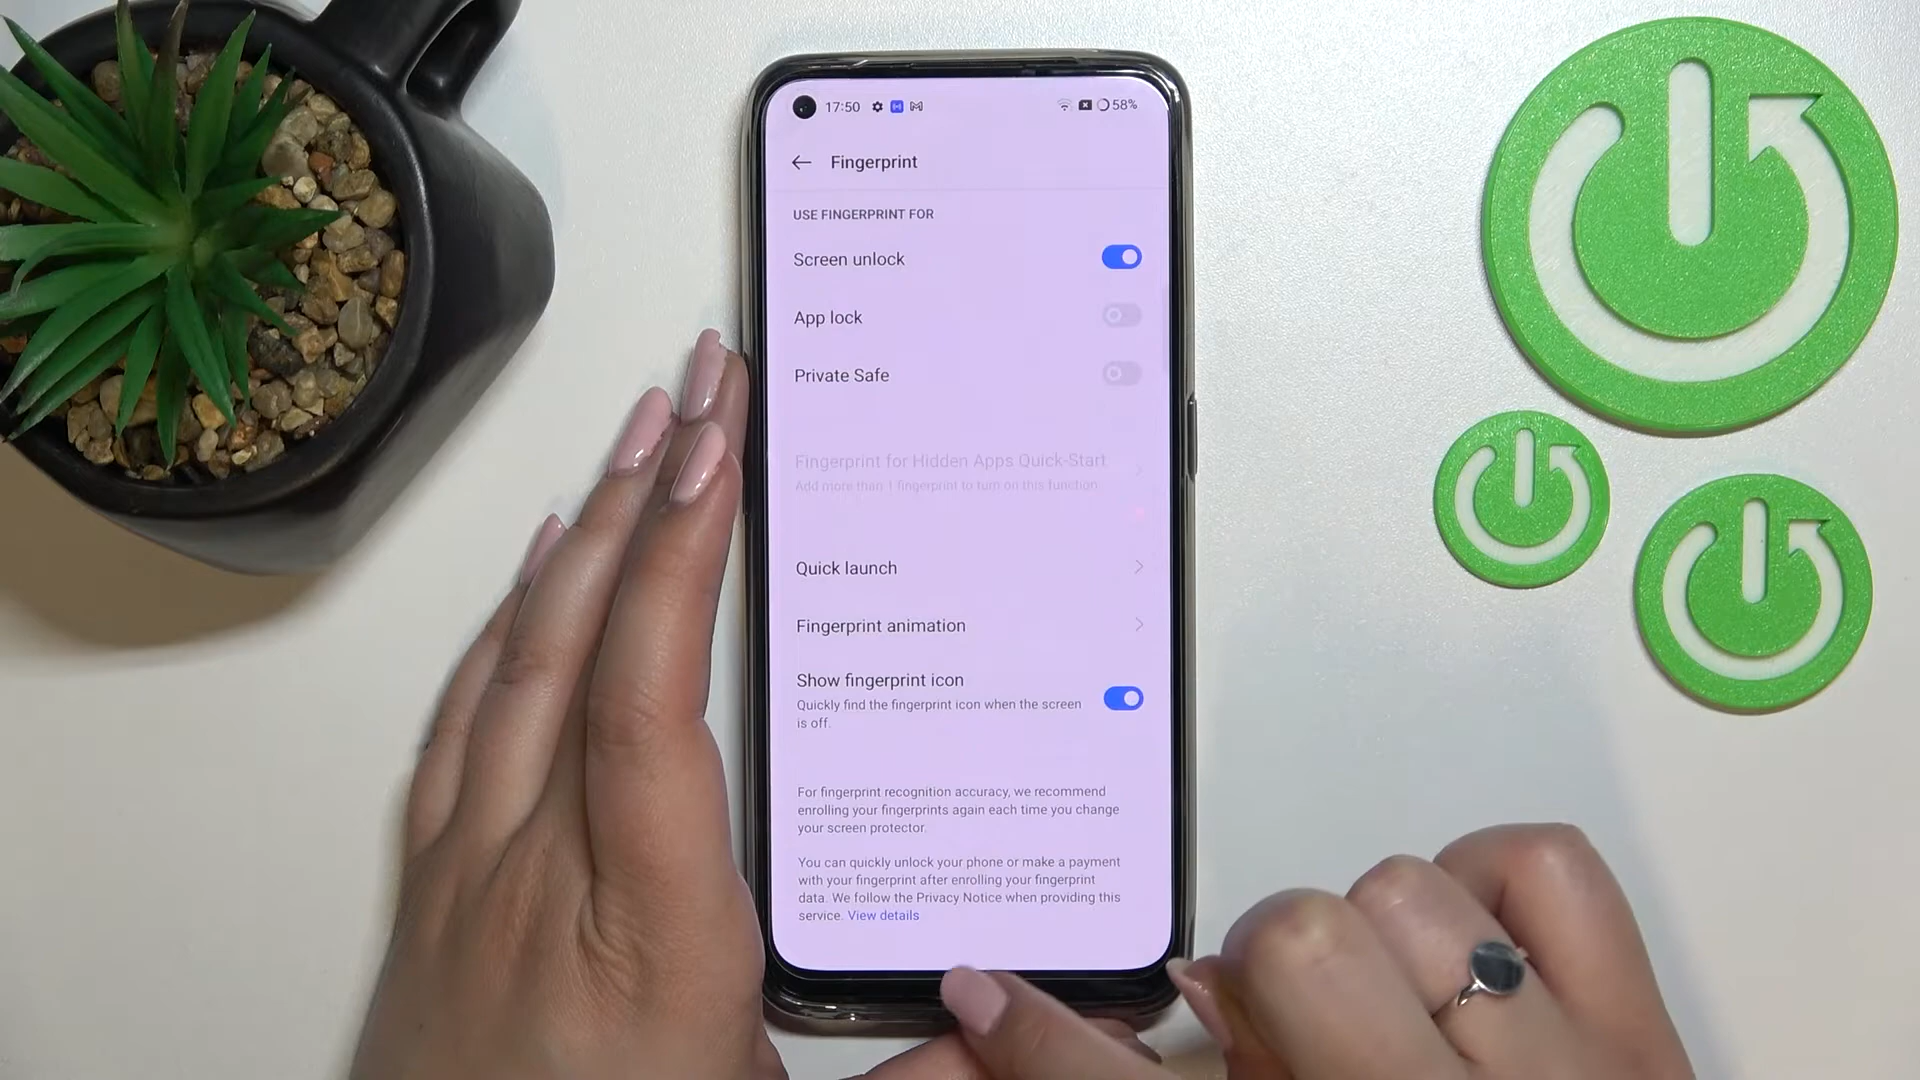 17:50 58%
Fingerprint
USE FINGERPRINT FOR
Screen unlock
App lock
Private Safe
Fingerprint for Hidden Apps Quick-Start
Add more than 1 fingerprint to turn on this function.
Quick launch
Fingerprint animation
Show fingerprint icon
Quickly find the fingerprint icon when the screen
is off.
For fingerprint recognition accuracy, we recommend
enrolling your fingerprints again each time you change
your screen protector.
You can quickly unlock your phone or make a payment
with your fingerprint after enrolling your fingerprint
data. We follow the Privacy Notice when providing this
service. View details